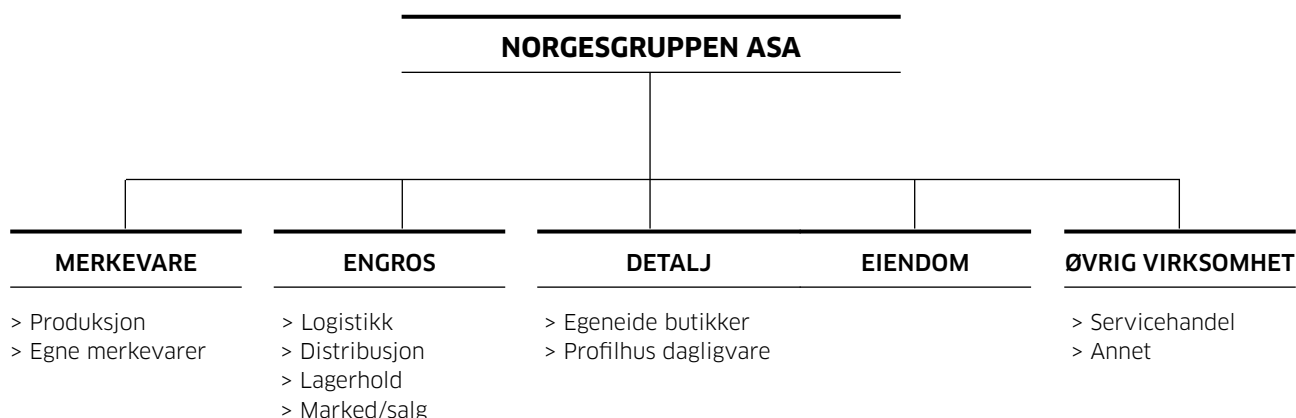 NORGESGRUPPEN ASA
MERKEVARE
> Produksjon
> Egne merkevarer
ENGROS
> Logistikk
> Distribusjon
> Lagerhold
> Marked/salg
DETALJ
> Egeneide butikker
> Profilhus dagligvare
EIENDOM
ØVRIG VIRKSOMHET
> Servicehandel
> Annet